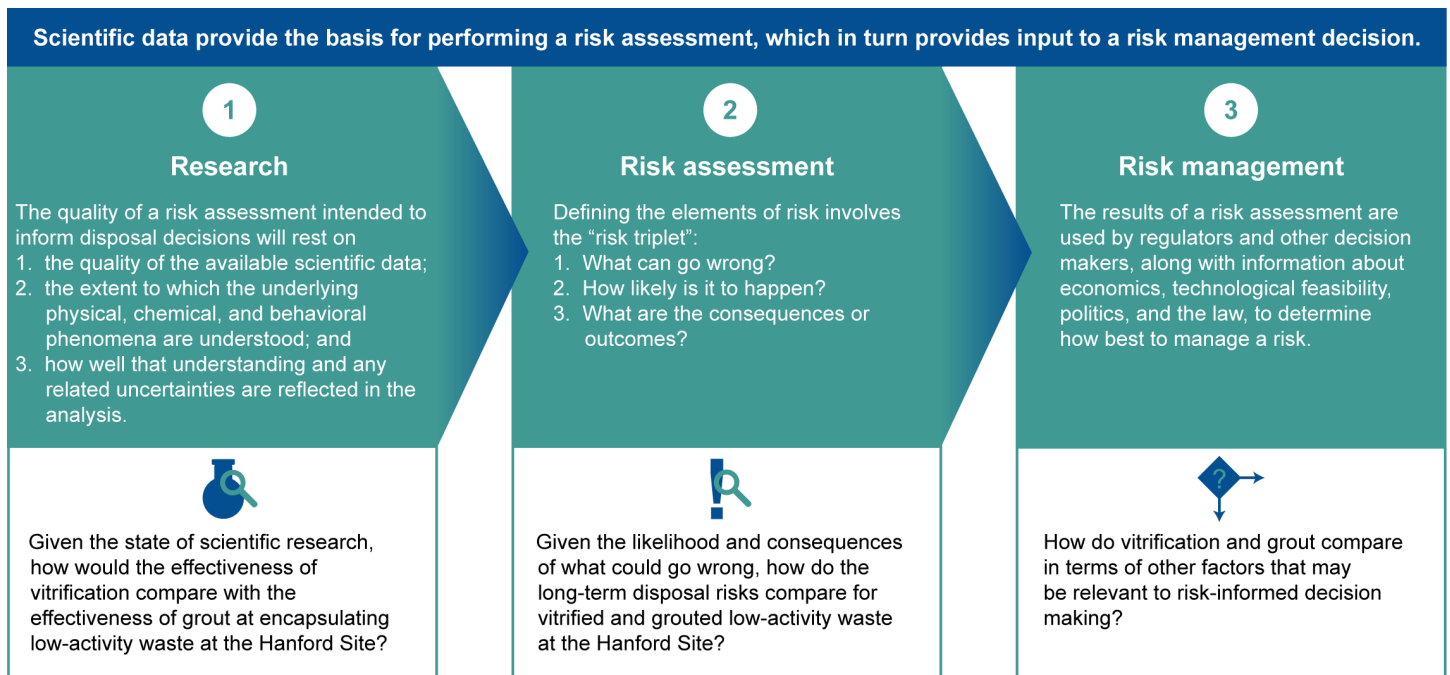 Scientific data provide the basis for performing a risk assessment, which in turn provides input to a risk management decision.
1
Research
The quality of a risk assessment intended to
inform disposal decisions will rest on
1. the quality of the available scientific data;
2. the extent to which the underlying
physical, chemical, and behavioral
phenomena are understood; and
3. how well that understanding and any
related uncertainties are reflected in the
analysis.
Given the state of scientific research,
how would the effectiveness of
vitrification compare with the
effectiveness of grout at encapsulating
low-activity waste at the Hanford Site?
2
Risk assessment
Defining the elements of risk involves
the “risk triplet”:
1. What can go wrong?
2. How likely is it to happen?
3. What are the consequences or
outcomes?
Given the likelihood and consequences
of what could go wrong, how do the
long-term disposal risks compare for
vitrified and grouted low-activity waste
at the Hanford Site?
3
Risk management
The results of a risk assessment are
used by regulators and other decision
makers, along with information about
economics, technological feasibility,
politics, and the law, to determine
how best to manage a risk.
?
How do vitrification and grout compare
in terms of other factors that may
be relevant to risk-informed decision
making?